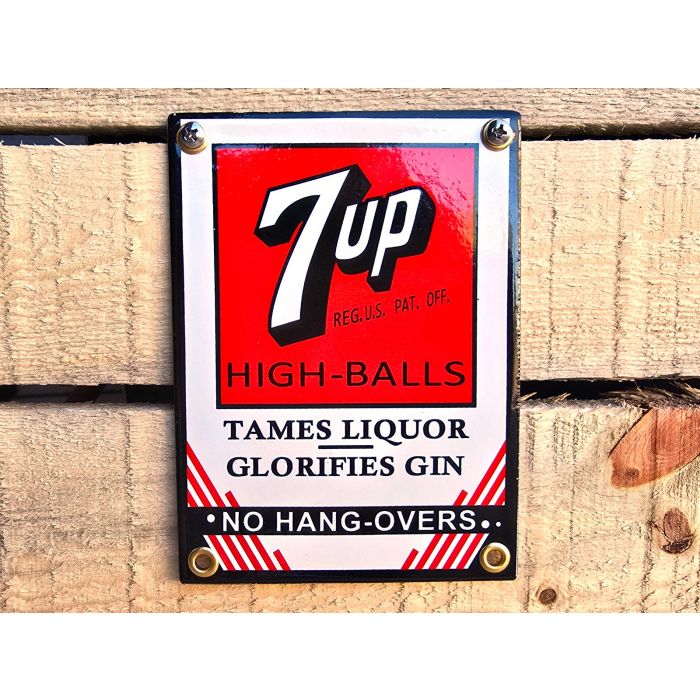 7up
REG. U.S. PAT. OFF.
HIGH-BALLS
TAMES LIQUOR
GLORIFIES GIN
•NO HANG-OVERS..